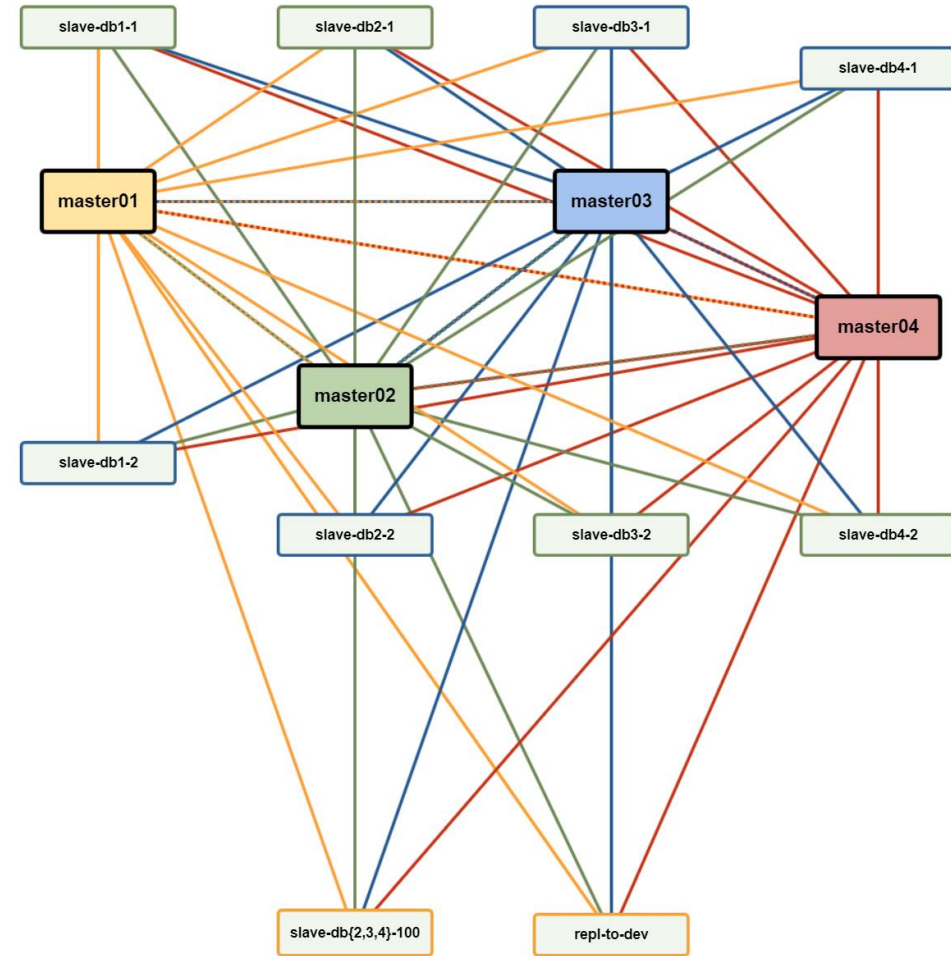 slave-db1-1
slave-db2-1
slave-db3-1
slave-db4-1
master01
master03
master04
master02
slave-db1-2
slave-db2-2
slave-db3-2
slave-db4-2
slave-db{2,3,4}-100
repl-to-dev